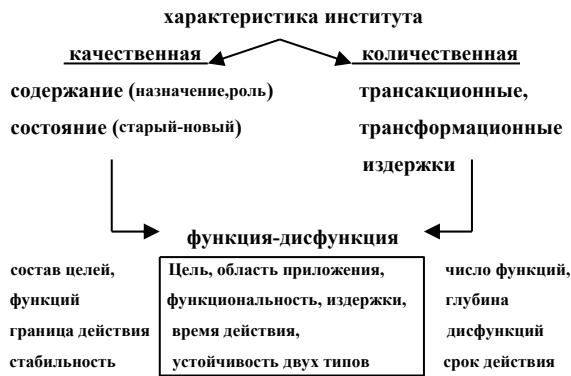 характеристика института
качественная
количественная
содержание (назначение,роль)
состояние (старый-новый)
трансакционные,
трансформационные
издержки
функция-дисфункция
состав целей,
функций
граница действия
стабильность
Цель, область приложения,
функциональность, издержки,
время действия,
устойчивость двух типов
число функций,
глубина
дисфункций
срок действия